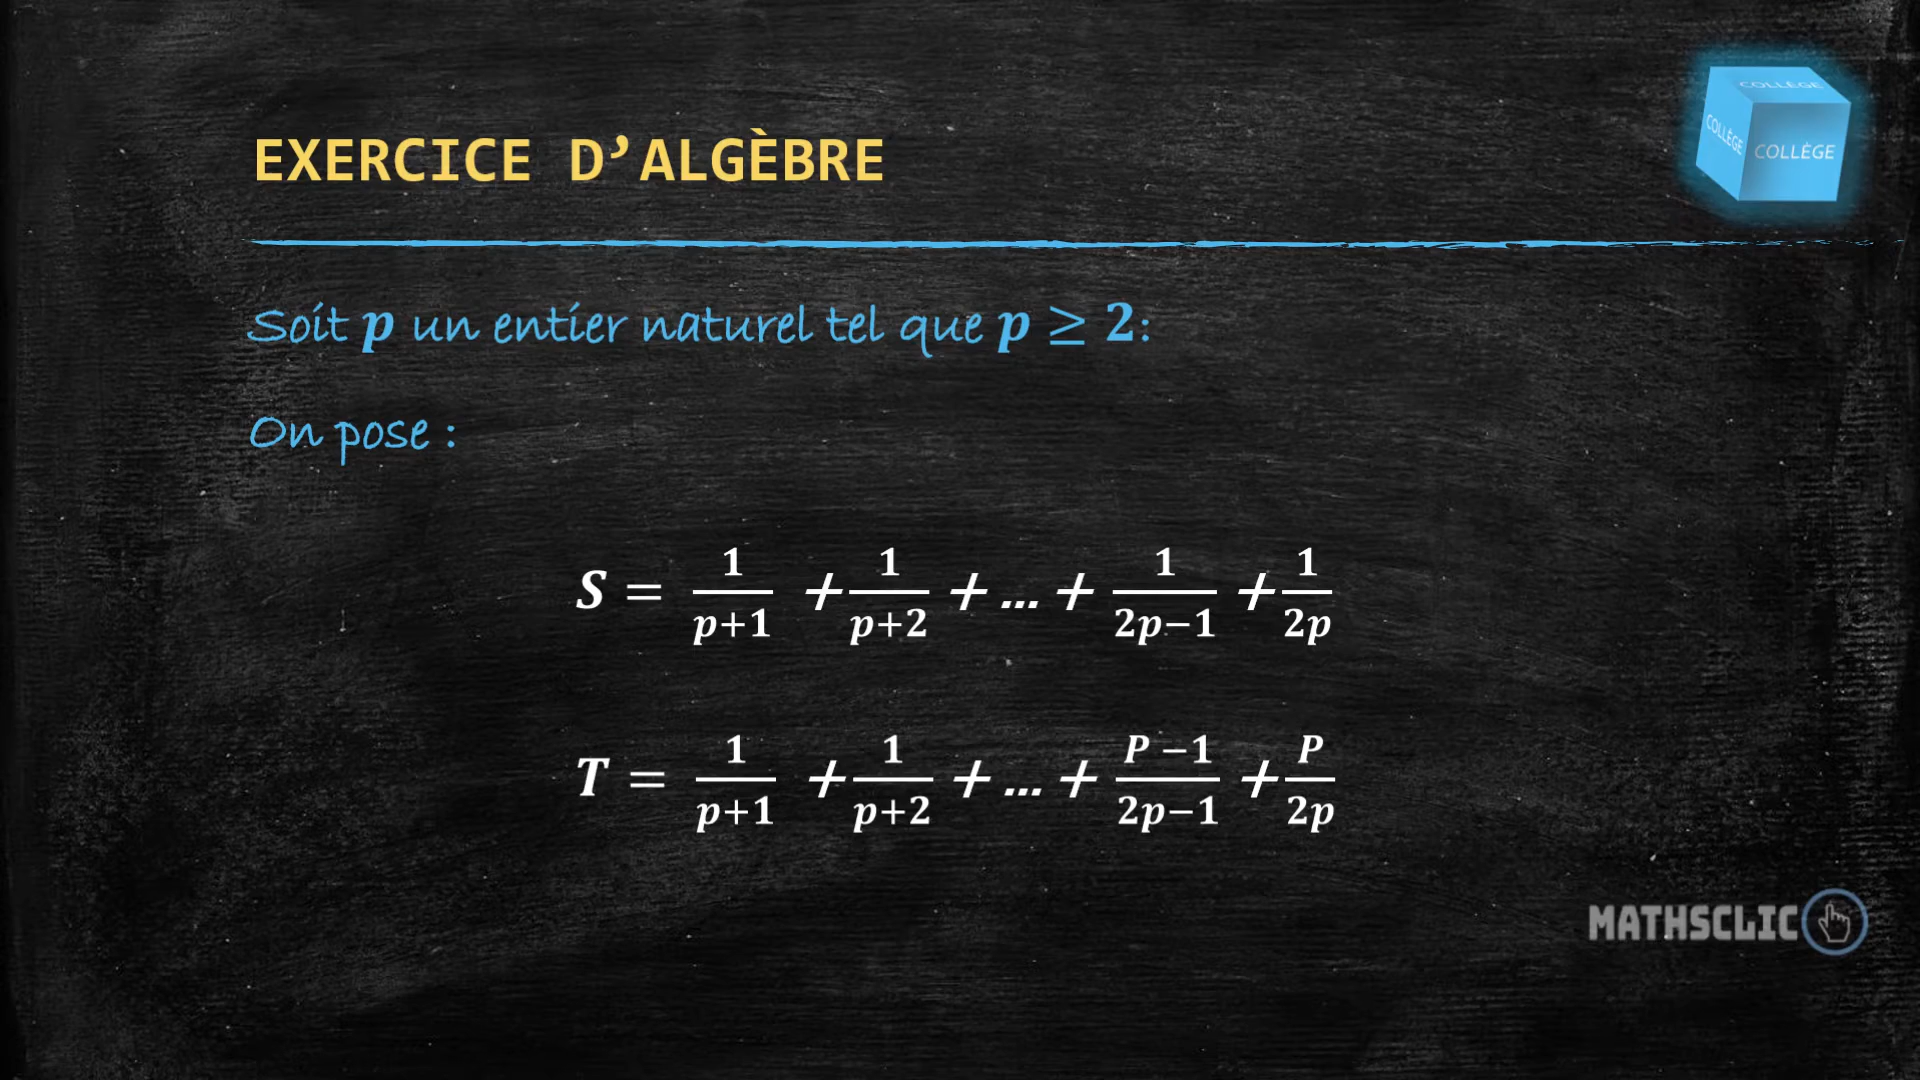 COLLÈGE
COLLÈGE
COLLÈGE
EXERCICE D’ALGÈBRE
Soit p un entier naturel tel que p ≥ 2:
On pose :
S = 1/(p+1) + 1/(p+2) + ... + 1/(2p−1) + 1/(2p)
T = 1/(p+1) + 1/(p+2) + ... + (P −1)/(2p−1) + P/(2p)
MATHSCLIC